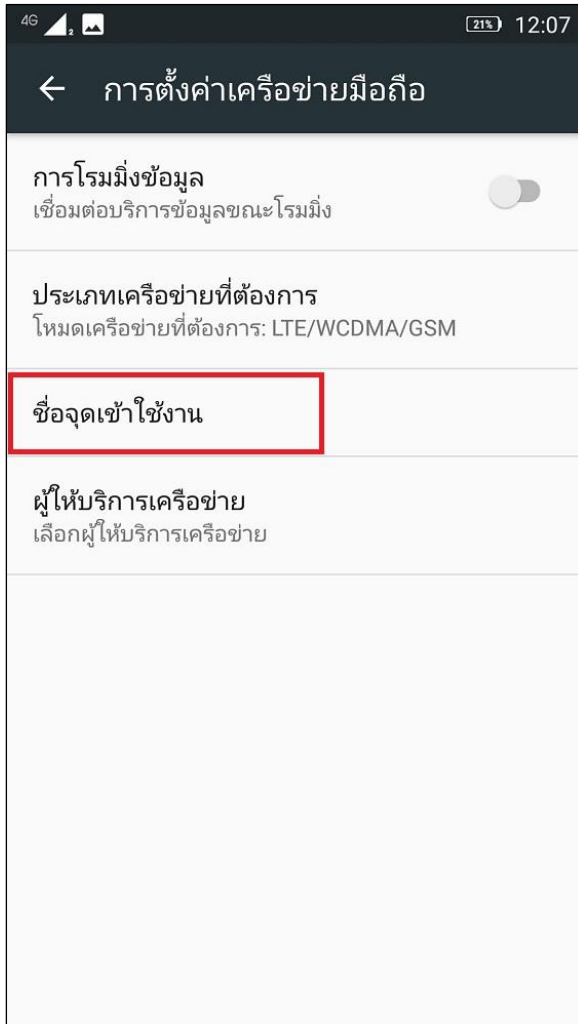 4G 2 21% 12:07
การตั้งค่าเครือข่ายมือถือ
การโรมมิ่งข้อมูล
เชื่อมต่อบริการข้อมูลขณะโรมมิ่ง
ประเภทเครือข่ายที่ต้องการ
โหมดเครือข่ายที่ต้องการ: LTE/WCDMA/GSM
ชื่อจุดเข้าใช้งาน
ผู้ให้บริการเครือข่าย
เลือกผู้ให้บริการเครือข่าย